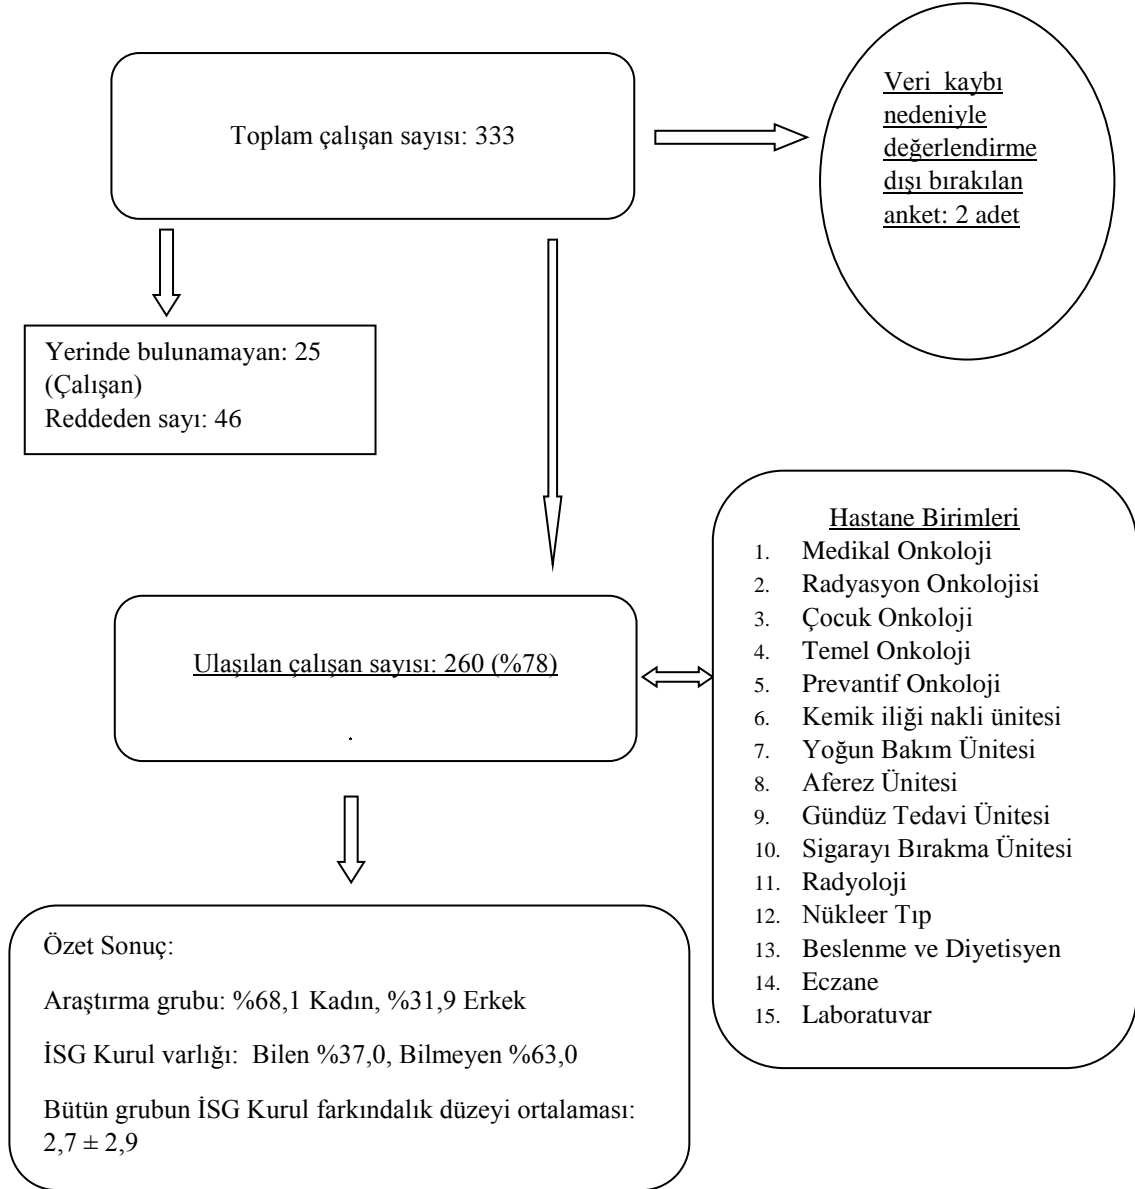 Toplam çalışan sayısı: 333
Veri kaybı
nedeniyle
değerlendirme
dışı bırakılan
anket: 2 adet
Yerinde bulunamayan: 25
(Çalışan)
Reddeden sayı: 46
Ulaşılan çalışan sayısı: 260 (%78)
.
Hastane Birimleri
1. Medikal Onkoloji
2. Radyasyon Onkolojisi
3. Çocuk Onkoloji
4. Temel Onkoloji
5. Prevantif Onkoloji
6. Kemik iliği nakli ünitesi
7. Yoğun Bakım Ünitesi
8. Aferez Ünitesi
9. Gündüz Tedavi Ünitesi
10. Sigarayı Bırakma Ünitesi
11. Radyoloji
12. Nükleer Tıp
13. Beslenme ve Diyetisyen
14. Eczane
15. Laboratuvar
Özet Sonuç:
Araştırma grubu: %68,1 Kadın, %31,9 Erkek
İSG Kurul varlığı: Bilen %37,0, Bilmeyen %63,0
Bütün grubun İSG Kurul farkındalık düzeyi ortalaması:
2,7 ± 2,9